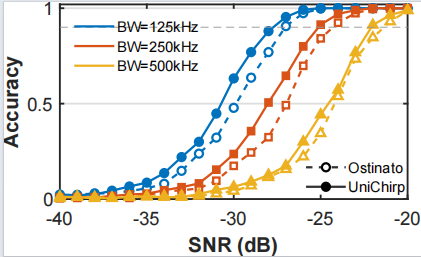 1
BW=125kHz
BW=250kHz
BW=500kHz
Accuracy
0.5
Ostinato
UniChirp
0
-40 -35 -30 -25 -20
SNR (dB)